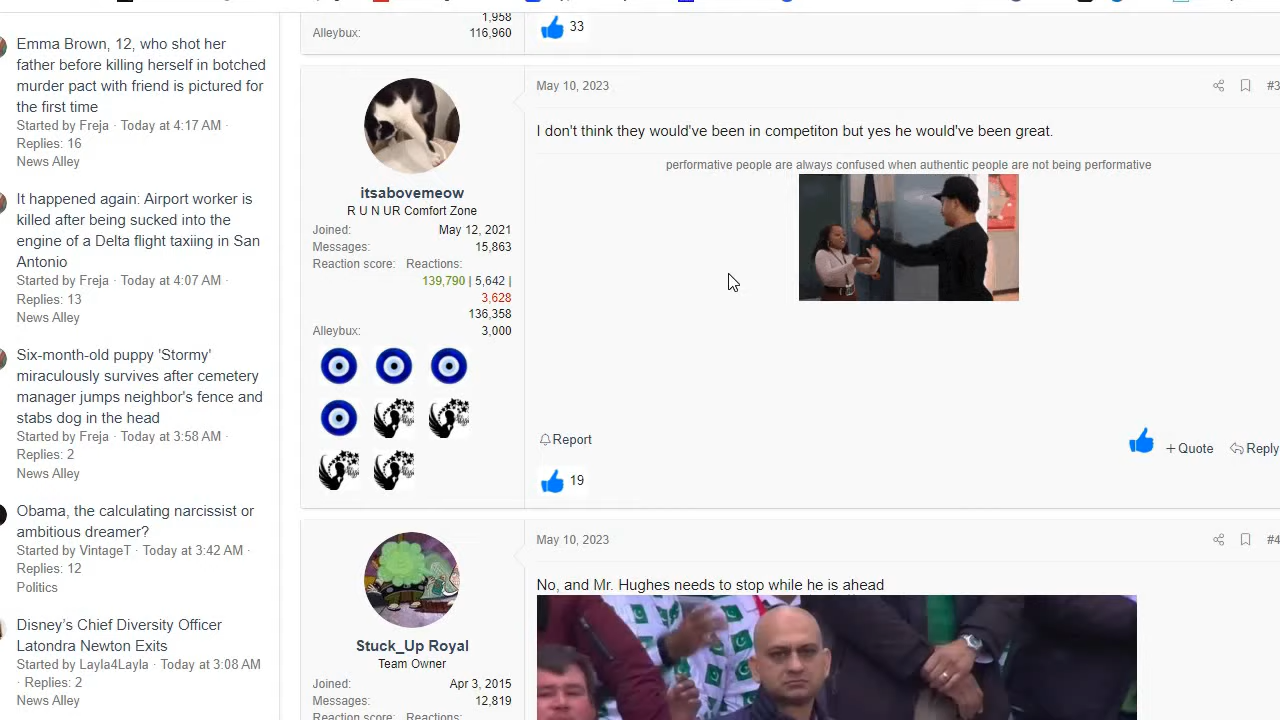 Emma Brown, 12, who shot her
father before killing herself in botched
murder pact with friend is pictured for
the first time
Started by Freja · Today at 4:17 AM ·
Replies: 16
News Alley
It happened again: Airport worker is
killed after being sucked into the
engine of a Delta flight taxiing in San
Antonio
Started by Freja · Today at 4:07 AM ·
Replies: 13
News Alley
Six-month-old puppy 'Stormy'
miraculously survives after cemetery
manager jumps neighbor's fence and
stabs dog in the head
Started by Freja · Today at 3:58 AM ·
Replies: 2
News Alley
Obama, the calculating narcissist or
ambitious dreamer?
Started by VintageT · Today at 3:42 AM ·
Replies: 12
Politics
Disney's Chief Diversity Officer
Latondra Newton Exits
Started by Layla4Layla · Today at 3:08 AM
· Replies: 2
News Alley
1,958
Alleybux: 116,960
33
itsabovemeow
R U N UR Comfort Zone
Joined: May 12, 2021
Messages: 15,863
Reaction score: Reactions:
139,790 | 5,642 |
3,628
136,358
Alleybux: 3,000
May 10, 2023 #3
I don't think they would've been in competiton but yes he would've been great.
performative people are always confused when authentic people are not being performative
Report
+ Quote Reply
19
Stuck_Up Royal
Team Owner
Joined: Apr 3, 2015
Messages: 12,819
Reaction score: Reactions:
May 10, 2023 #4
No, and Mr. Hughes needs to stop while he is ahead